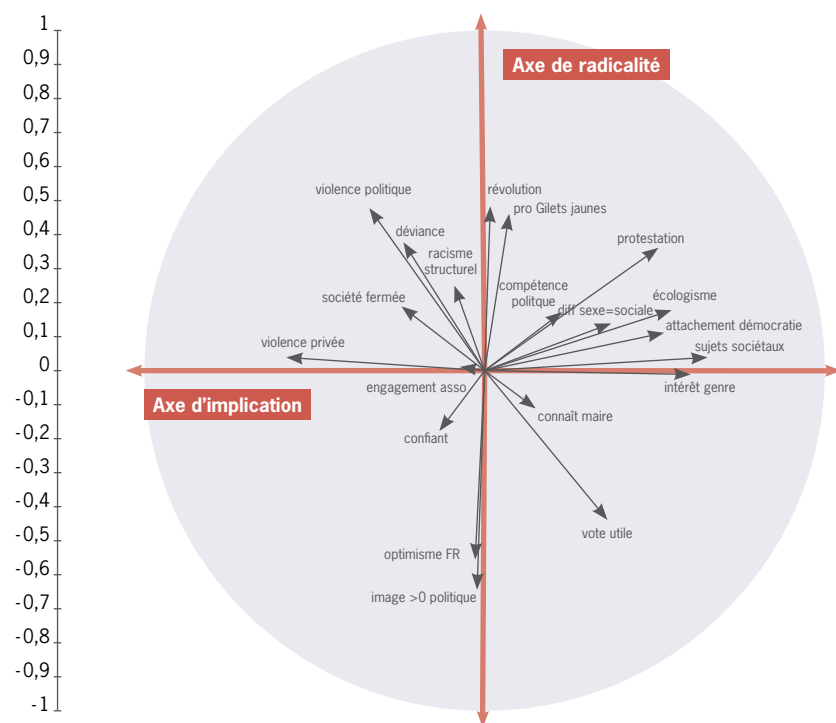 1
0,9
0,8
0,7
0,6
0,5
0,4
0,3
0,2
0,1
0
-0,1
-0,2
-0,3
-0,4
-0,5
-0,6
-0,7
-0,8
-0,9
-1
Axe de radicalité
violence politique
révolution
pro Gilets jaunes
déviance
protestation
racisme
structurel
compétence
politque
société fermée
diff sexe=sociale
écologisme
attachement démocratie
violence privée
sujets sociétaux
engagement asso
intérêt genre
Axe d'implication
connaît maire
confiant
vote utile
optimisme FR
image >0 politique